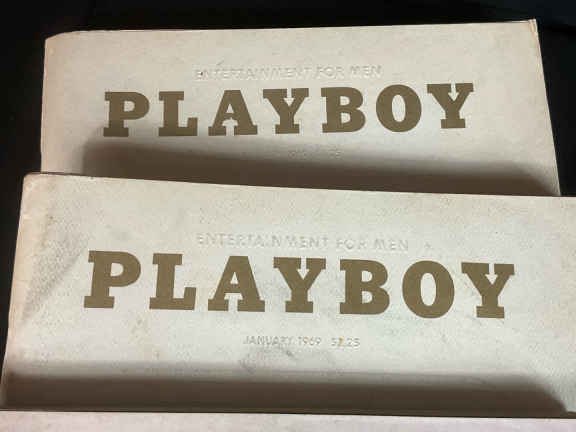 ENTERTAINMENT FOR MEN
PLAYBOY
ENTERTAINMENT FOR MEN
PLAYBOY
JANUARY 1969 $1.25